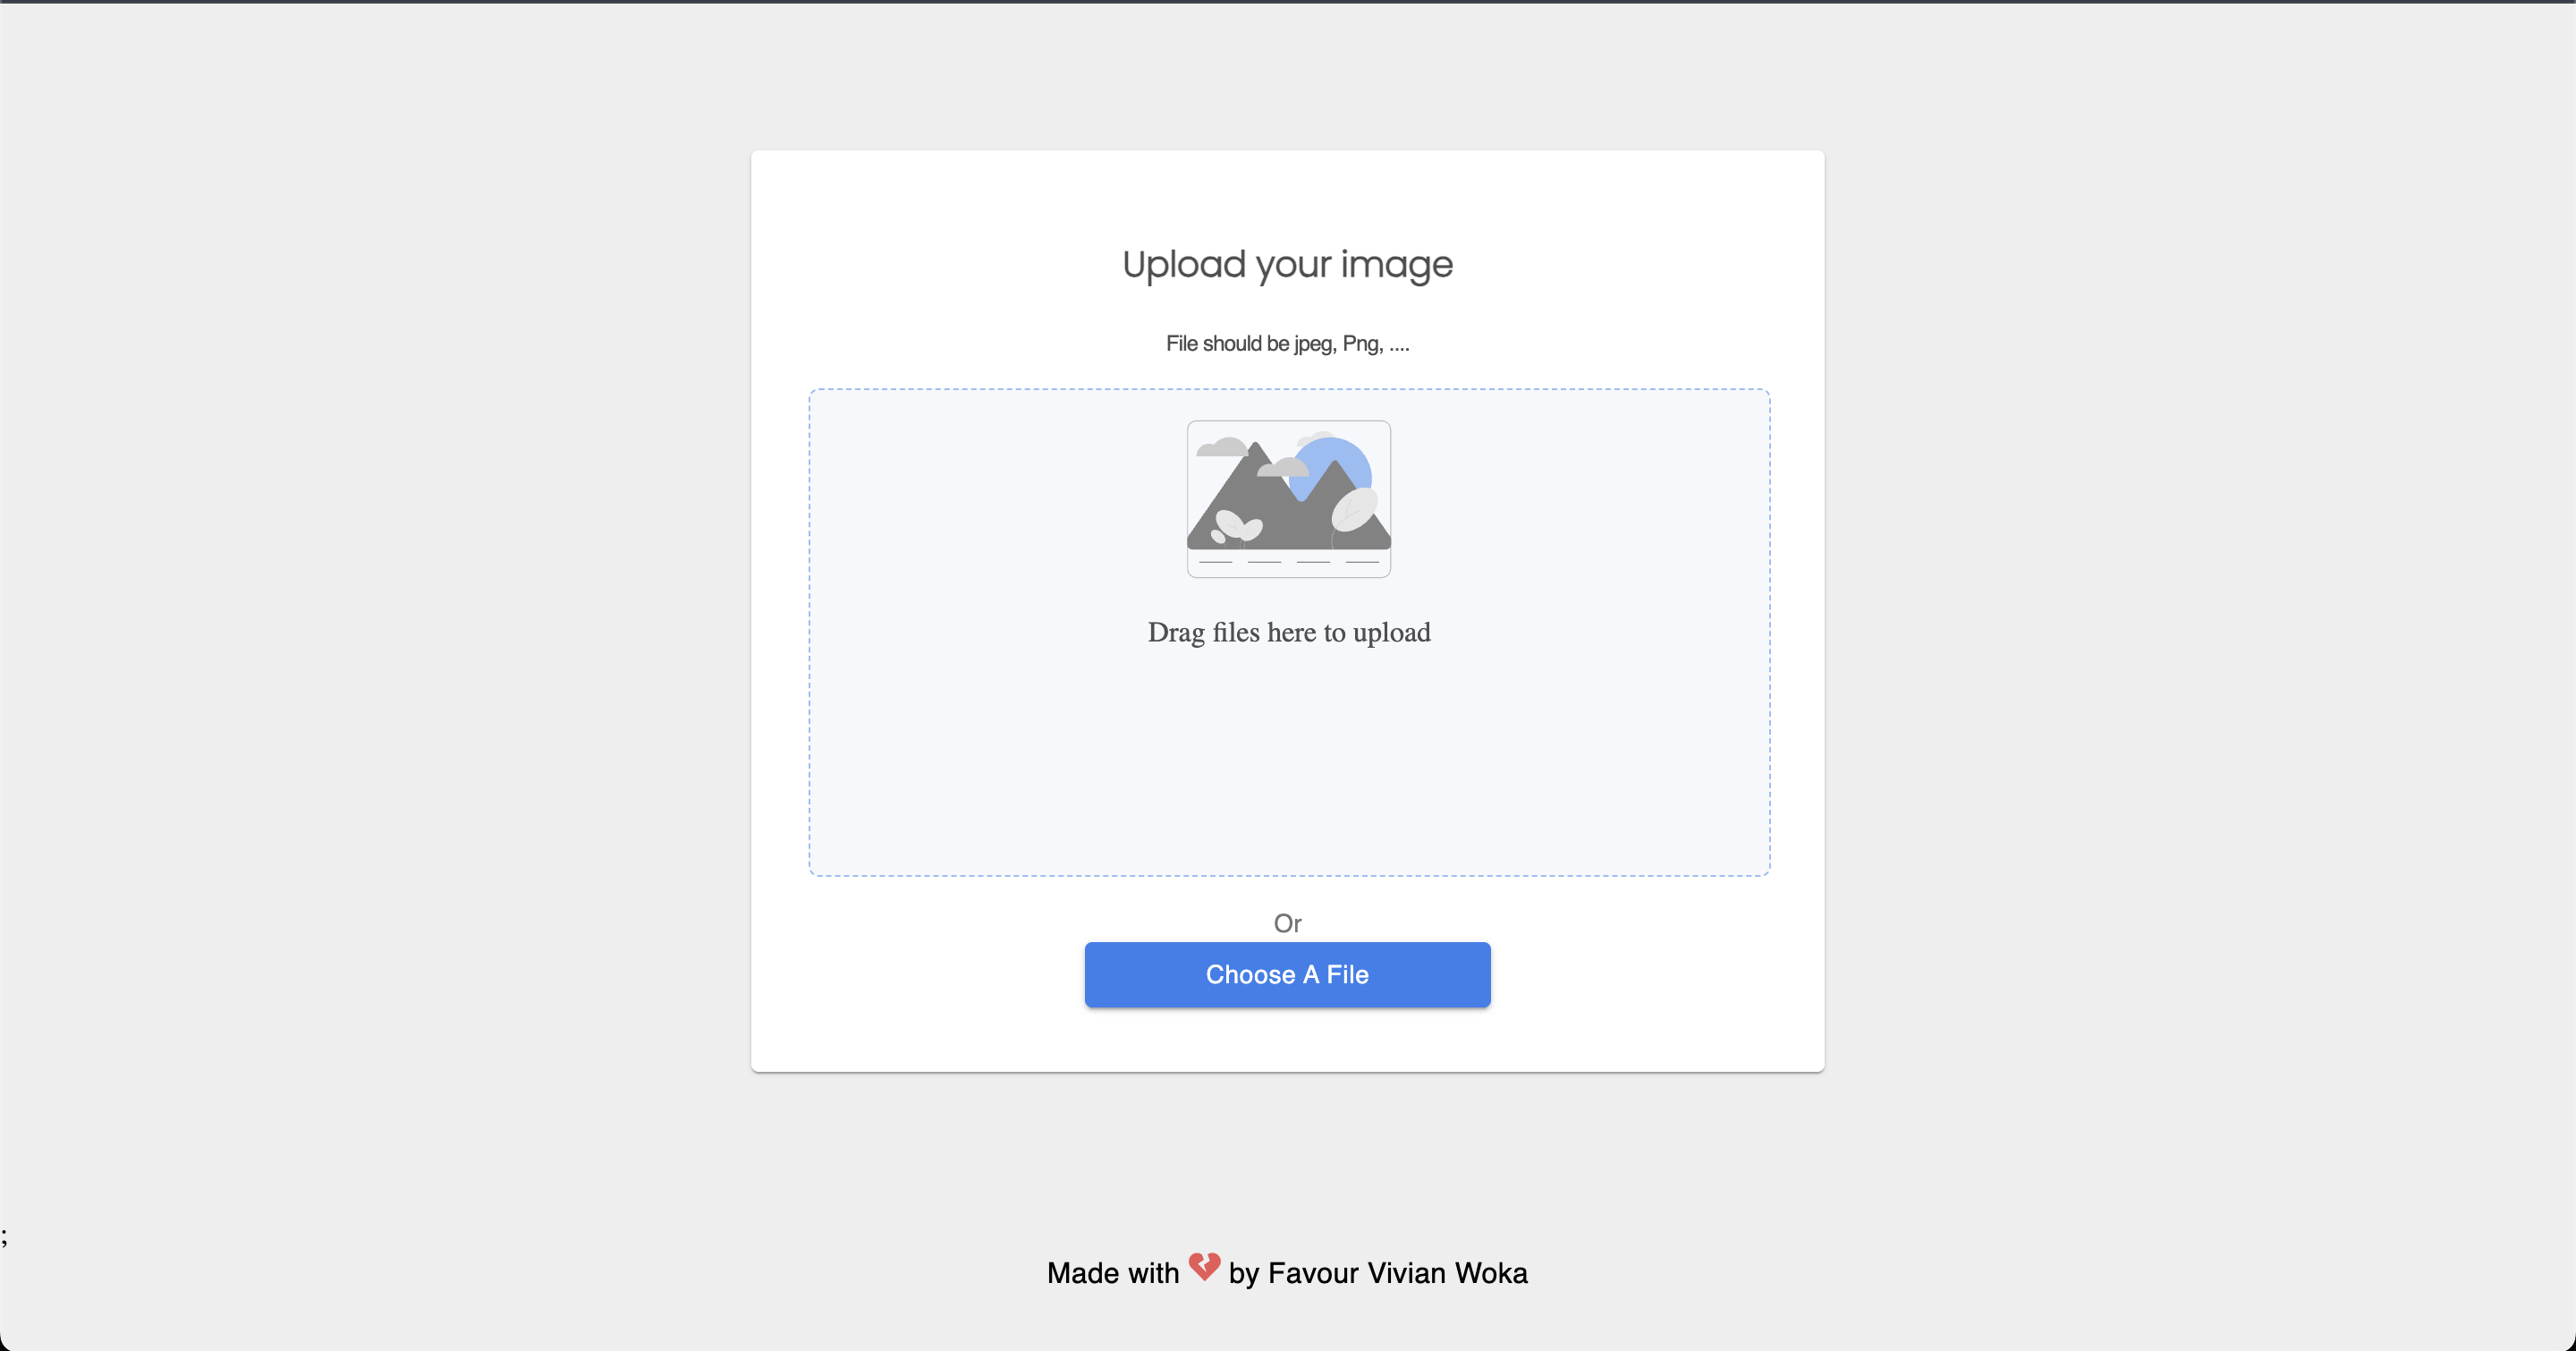 Upload your image
File should be jpeg, Png, ....
Drag files here to upload
Or
Choose A File
;
Made with 💔 by Favour Vivian Woka